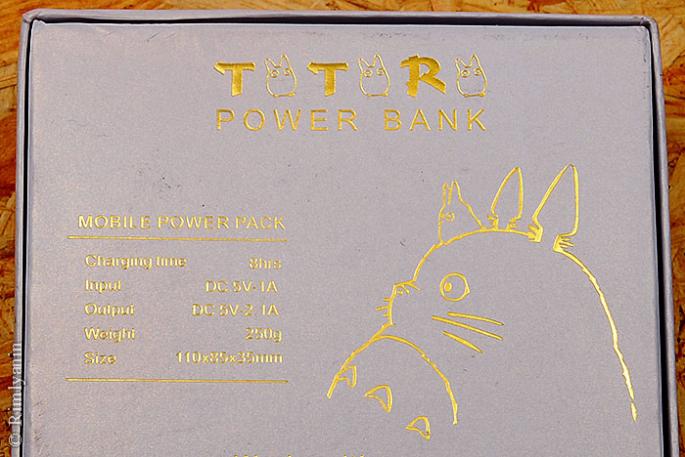 TOTORO
POWER BANK
MOBILE POWER PACK
Charging time 8hrs
Input DC 5V-1A
Output DC 5V-2.1A
Weight 250g
Size 110x85x35mm
© Rimlyanin